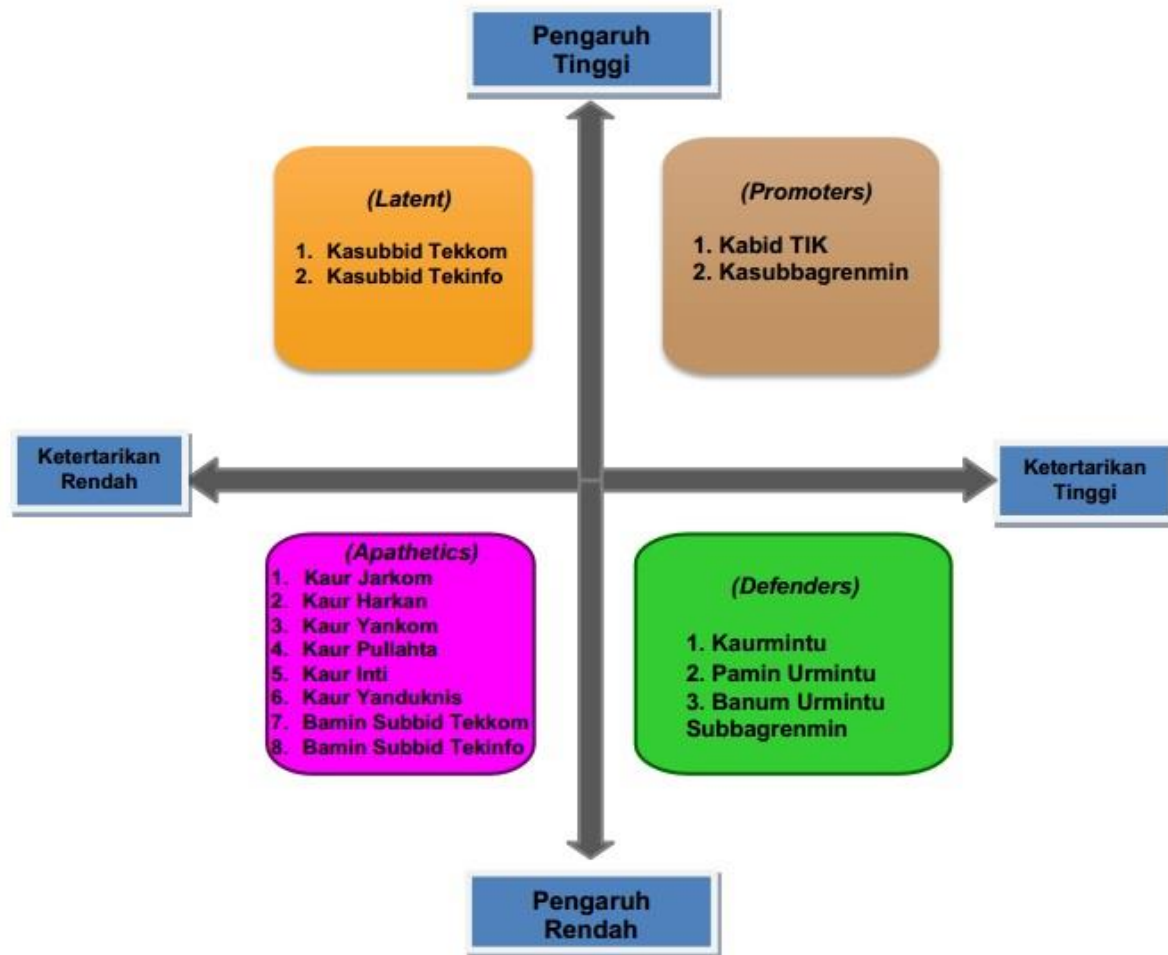 Pengaruh
Tinggi
(Latent)
1. Kasubbid Tekkom
2. Kasubbid Tekinfo
(Promoters)
1. Kabid TIK
2. Kasubbagrenmin
Ketertarikan
Rendah
Ketertarikan
Tinggi
(Apathetics)
1. Kaur Jarkom
2. Kaur Harkan
3. Kaur Yankom
4. Kaur Pullahta
5. Kaur Inti
6. Kaur Yanduknis
7. Bamin Subbid Tekkom
8. Bamin Subbid Tekinfo
(Defenders)
1. Kaurmintu
2. Pamin Urmintu
3. Banum Urmintu
Subbagrenmin
Pengaruh
Rendah